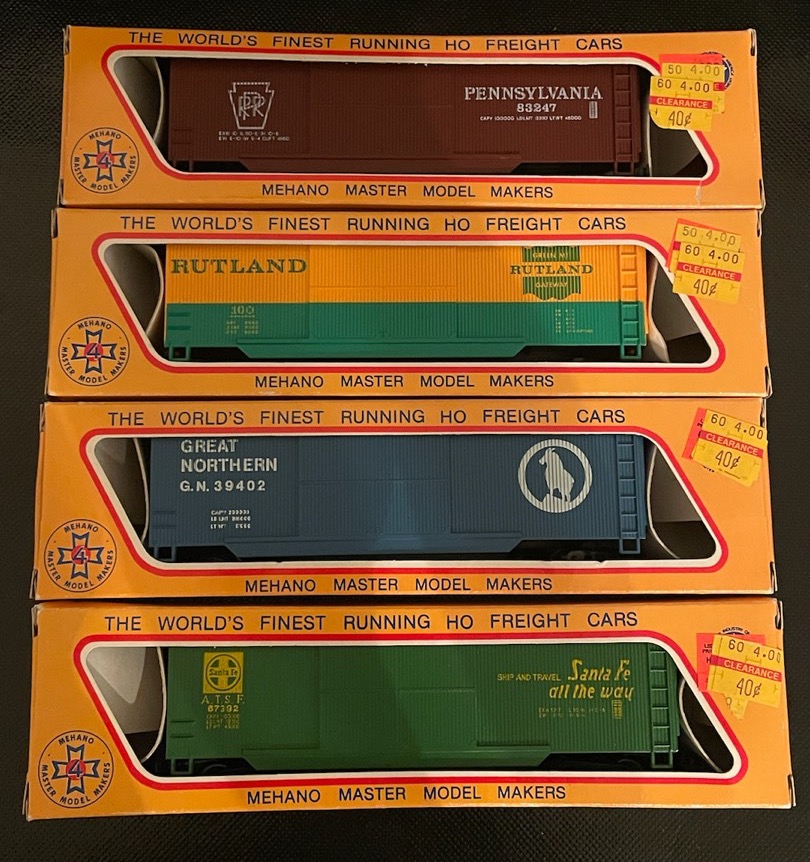 THE WORLD'S FINEST RUNNING HO FREIGHT CARS
50 4.00
60 4.00
CLEARANCE
40¢
PRR
PENNSYLVANIA
83247
MEHANO
4
MASTER MODEL MAKERS
MEHANO MASTER MODEL MAKERS
THE WORLD'S FINEST RUNNING HO FREIGHT CARS
50 4.00
60 4.00
CLEARANCE
40¢
RUTLAND
100
GREEN MT
RUTLAND
GATEWAY
MEHANO
4
MASTER MODEL MAKERS
MEHANO MASTER MODEL MAKERS
THE WORLD'S FINEST RUNNING HO FREIGHT CARS
60 4.00
CLEARANCE
40¢
GREAT
NORTHERN
G.N. 39402
MEHANO
4
MASTER MODEL MAKERS
MEHANO MASTER MODEL MAKERS
THE WORLD'S FINEST RUNNING HO FREIGHT CARS
60 4.00
CLEARANCE
40¢
Santa Fe
A.T.S.F.
67392
SHIP AND TRAVEL Santa Fe
all the way
MEHANO
4
MASTER MODEL MAKERS
MEHANO MASTER MODEL MAKERS